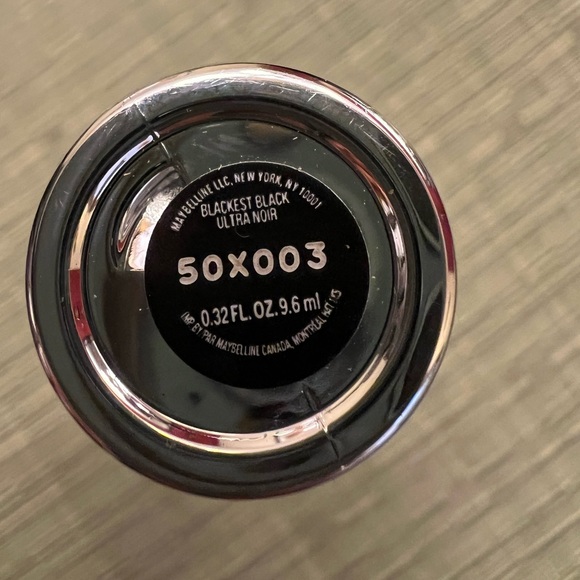 MAYBELLINE LLC, NEW YORK, NY 10001
BLACKEST BLACK
ULTRA NOIR
50X003
0.32 FL. OZ. 9.6 ml
IMP. BY/PAR MAYBELLINE CANADA, MONTREAL